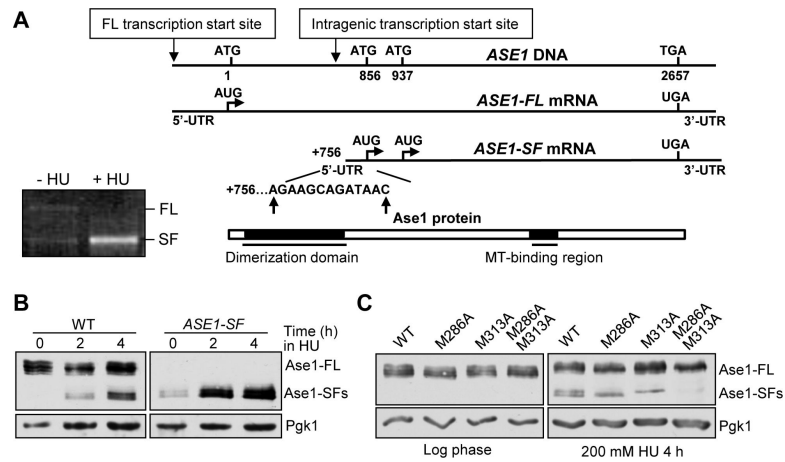 A
FL transcription start site
Intragenic transcription start site
ATG ATG ATG ASE1 DNA TGA
1 856 937 2657
AUG ASE1-FL mRNA UGA
5'-UTR 3'-UTR
+756 AUG AUG ASE1-SF mRNA UGA
5'-UTR 3'-UTR
+756...AGAAGCAGATAAC
Ase1 protein
Dimerization domain MT-binding region
- HU + HU
FL
SF
B
WT ASE1-SF Time (h)
0 2 4 0 2 4 in HU
Ase1-FL
Ase1-SFs
Pgk1
C
WT M286A M313A M286A M313A WT M286A M313A M286A M313A
Ase1-FL
Ase1-SFs
Pgk1
Log phase 200 mM HU 4 h